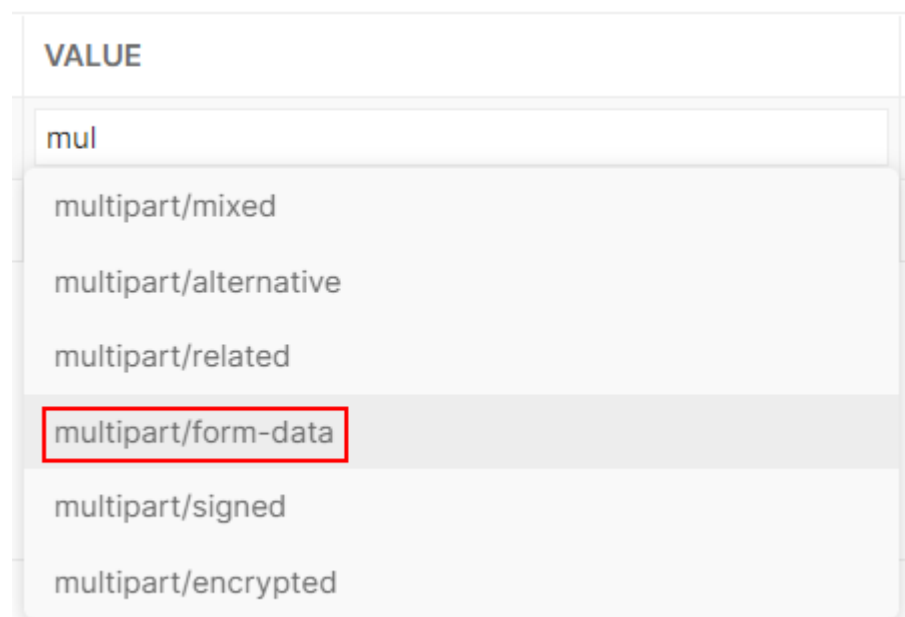 VALUE
mul
multipart/mixed
multipart/alternative
multipart/related
multipart/form-data
multipart/signed
multipart/encrypted